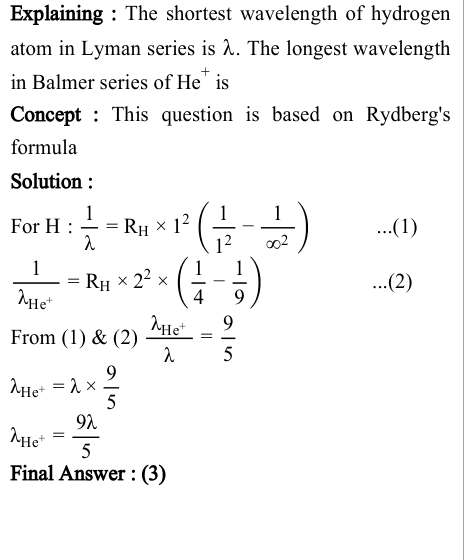 Explaining : The shortest wavelength of hydrogen
atom in Lyman series is λ. The longest wavelength
in Balmer series of He⁺ is
Concept : This question is based on Rydberg's
formula
Solution :
For H : 1/λ = R_H × 1² (1/1² − 1/∞²) ...(1)
1/λ_He⁺ = R_H × 2² × (1/4 − 1/9) ...(2)
From (1) & (2) λ_He⁺/λ = 9/5
λ_He⁺ = λ × 9/5
λ_He⁺ = 9λ/5
Final Answer : (3)